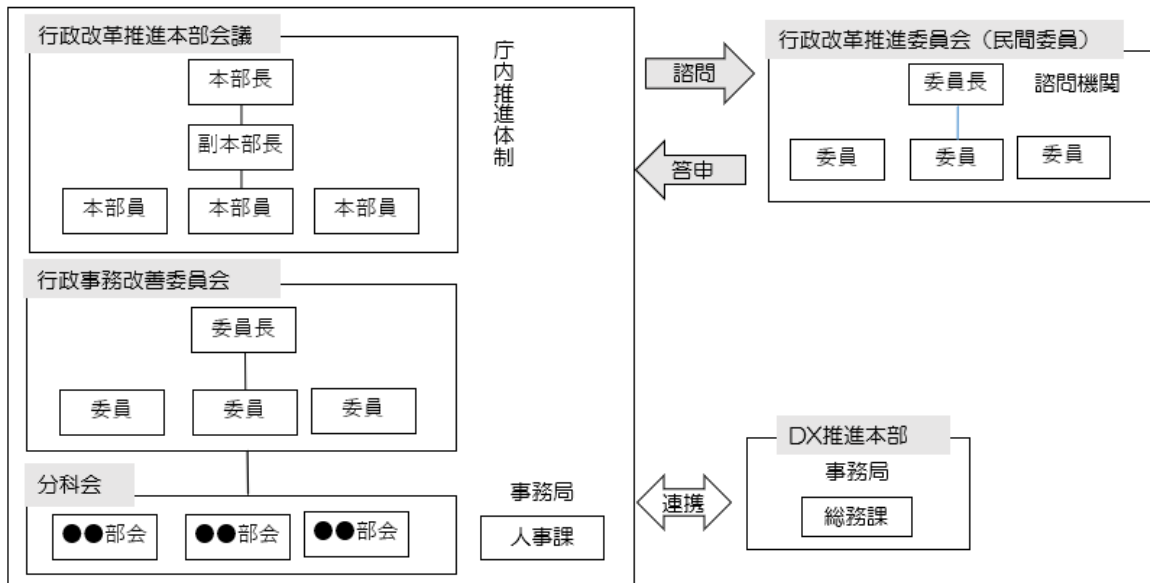 行政改革推進本部会議
本部長
副本部長
本部員 本部員 本部員
庁内推進体制
行政事務改善委員会
委員長
委員 委員 委員
分科会
●●部会 ●●部会 ●●部会
事務局
人事課
諮問
答申
連携
行政改革推進委員会（民間委員）
委員長 諮問機関
委員 委員 委員
DX推進本部
事務局
総務課